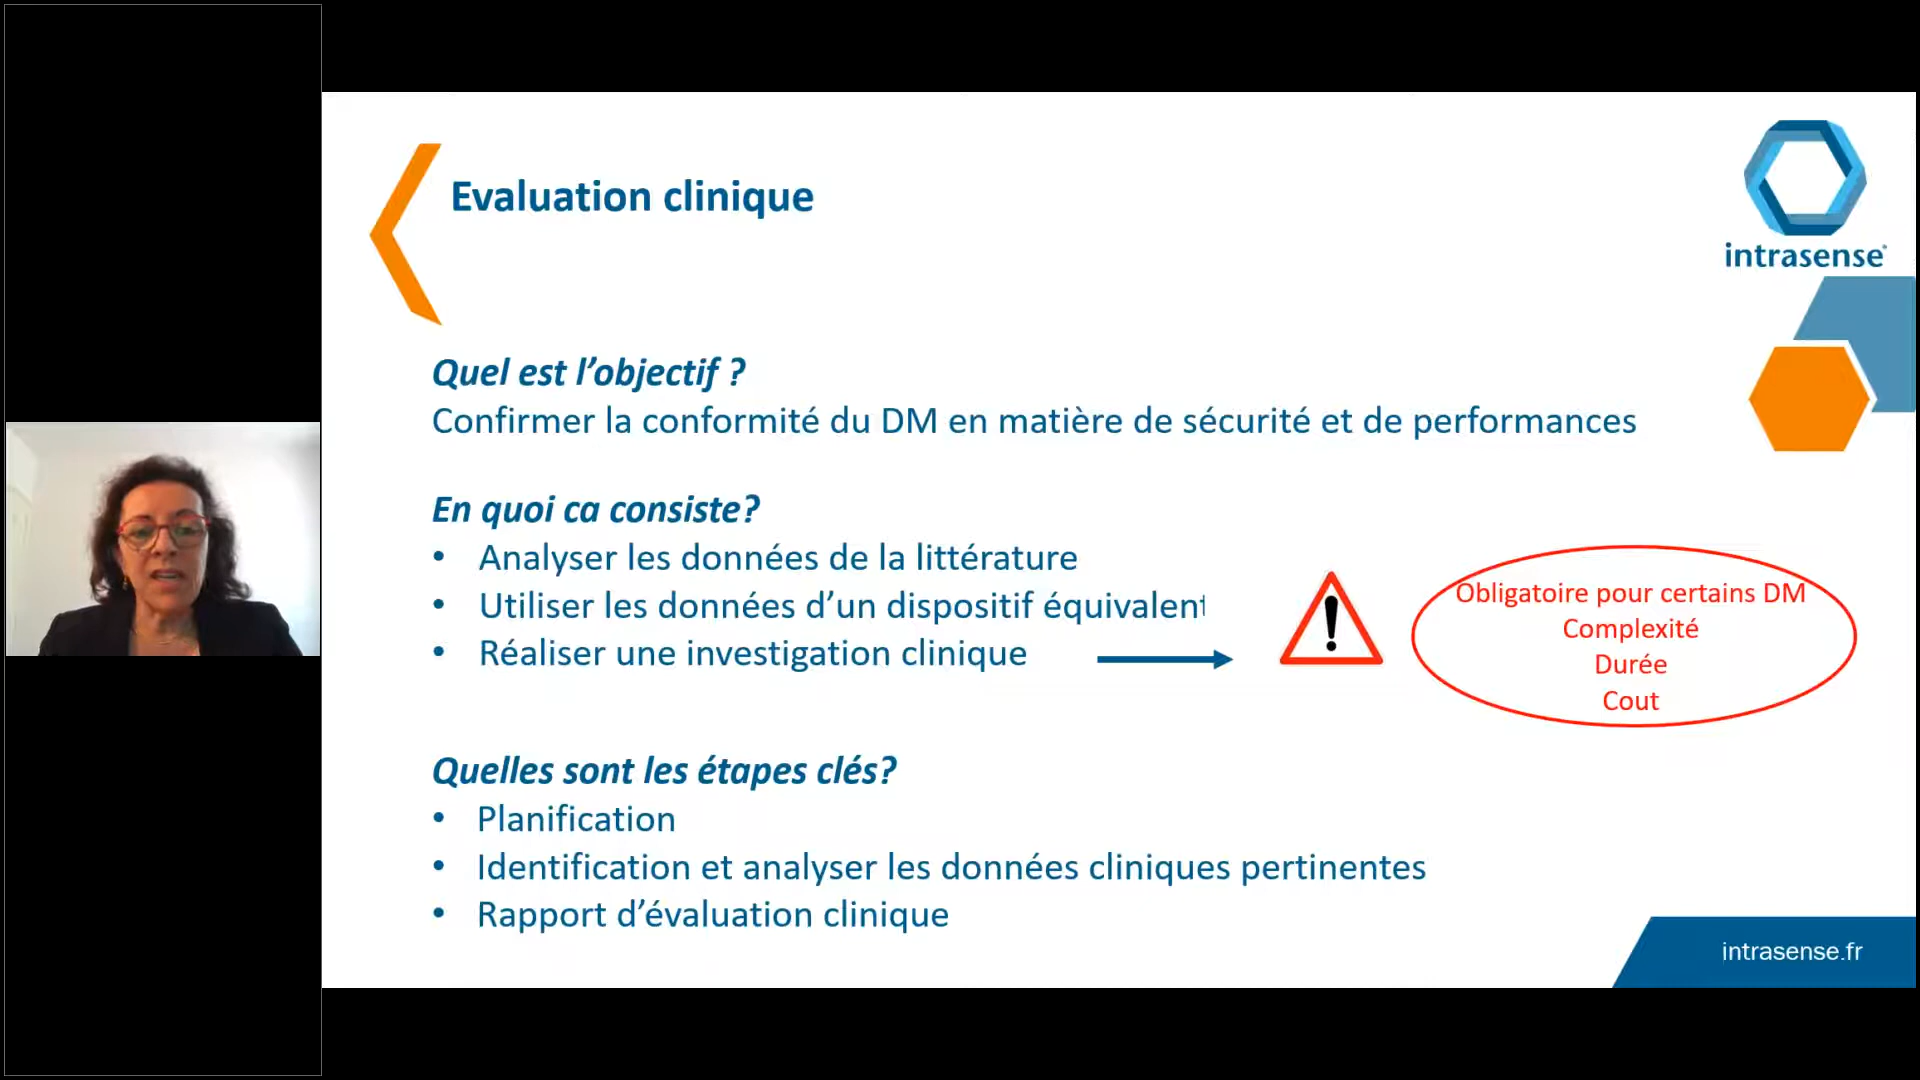 Evaluation clinique
intrasense
Quel est l’objectif ?
Confirmer la conformité du DM en matière de sécurité et de performances
En quoi ca consiste?
• Analyser les données de la littérature
• Utiliser les données d’un dispositif équivalent
• Réaliser une investigation clinique
Obligatoire pour certains DM
Complexité
Durée
Cout
Quelles sont les étapes clés?
• Planification
• Identification et analyser les données cliniques pertinentes
• Rapport d’évaluation clinique
intrasense.fr